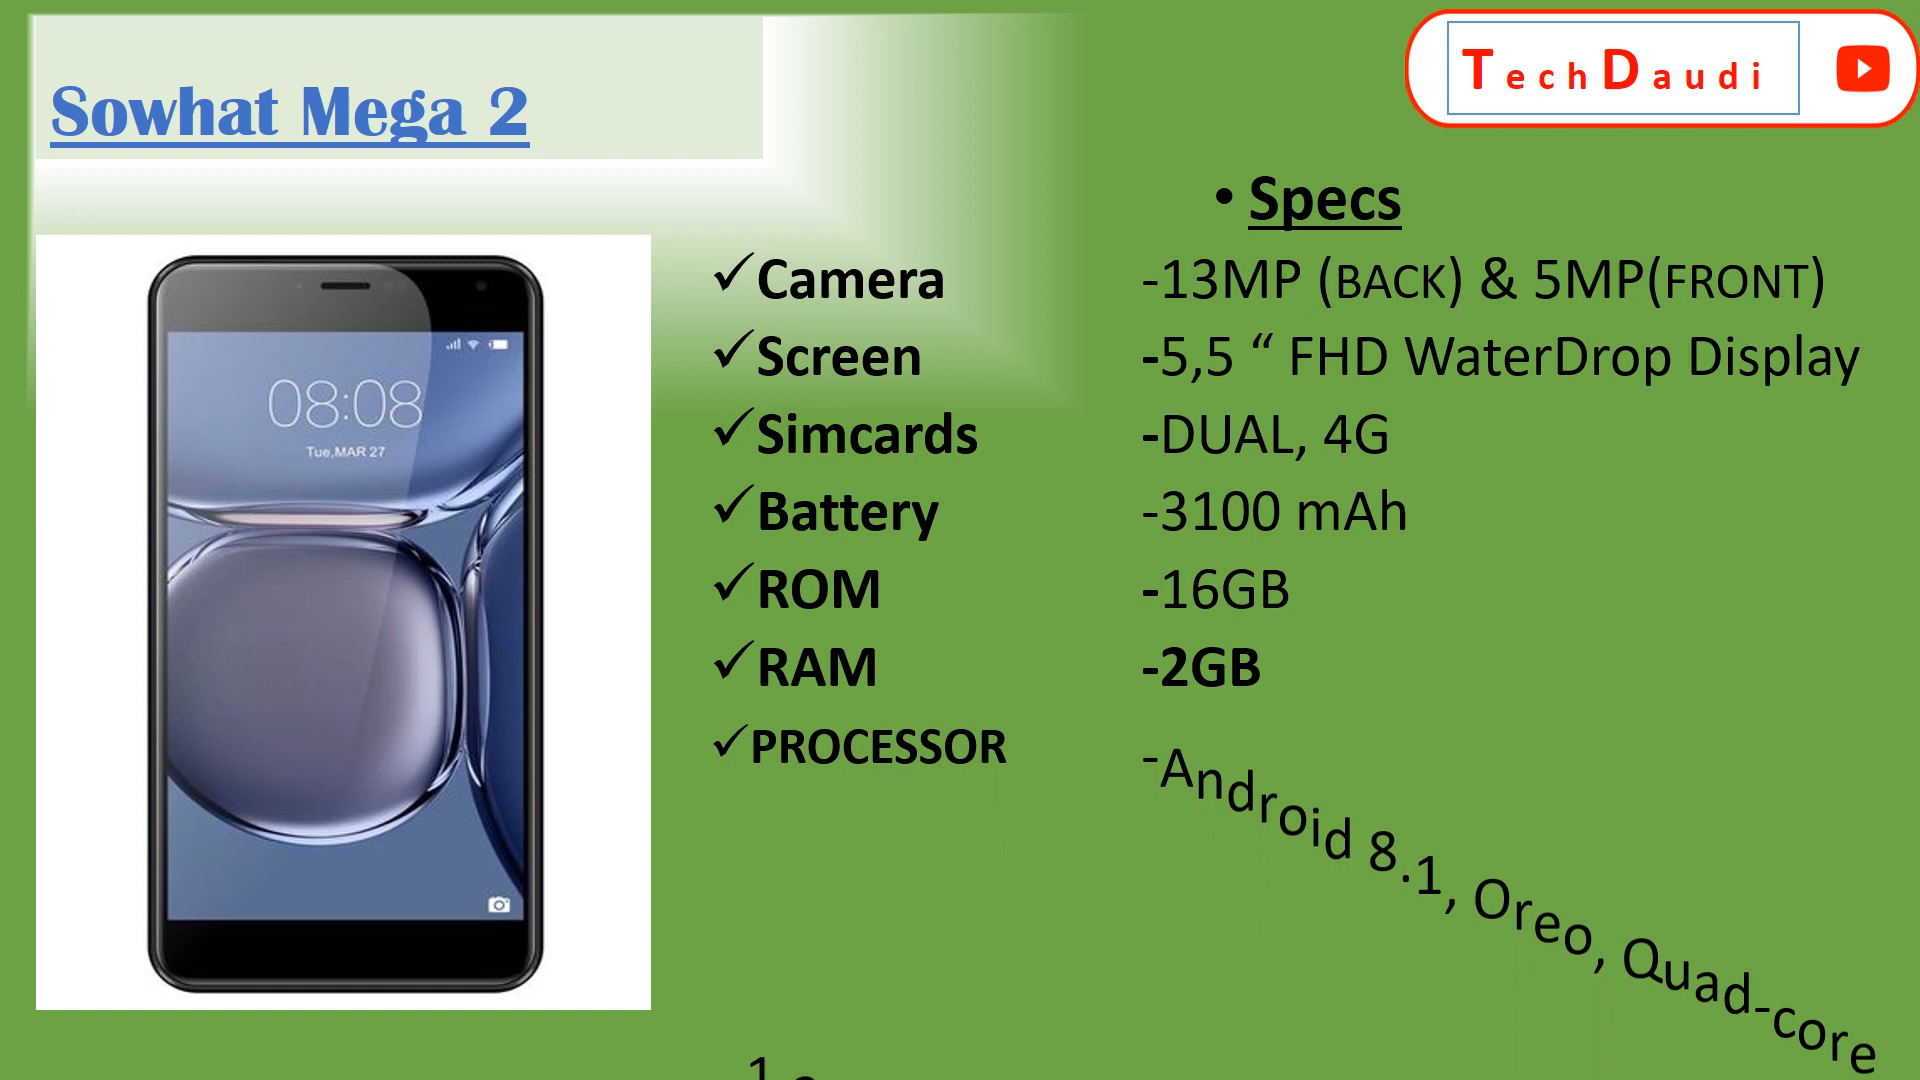 Sowhat Mega 2
TechDaudi
• Specs
✓Camera -13MP (BACK) & 5MP(FRONT)
✓Screen -5,5 “ FHD WaterDrop Display
✓Simcards -DUAL, 4G
✓Battery -3100 mAh
✓ROM -16GB
✓RAM -2GB
✓PROCESSOR -Android 8.1, Oreo, Quad-core
08:08
Tue,MAR 27